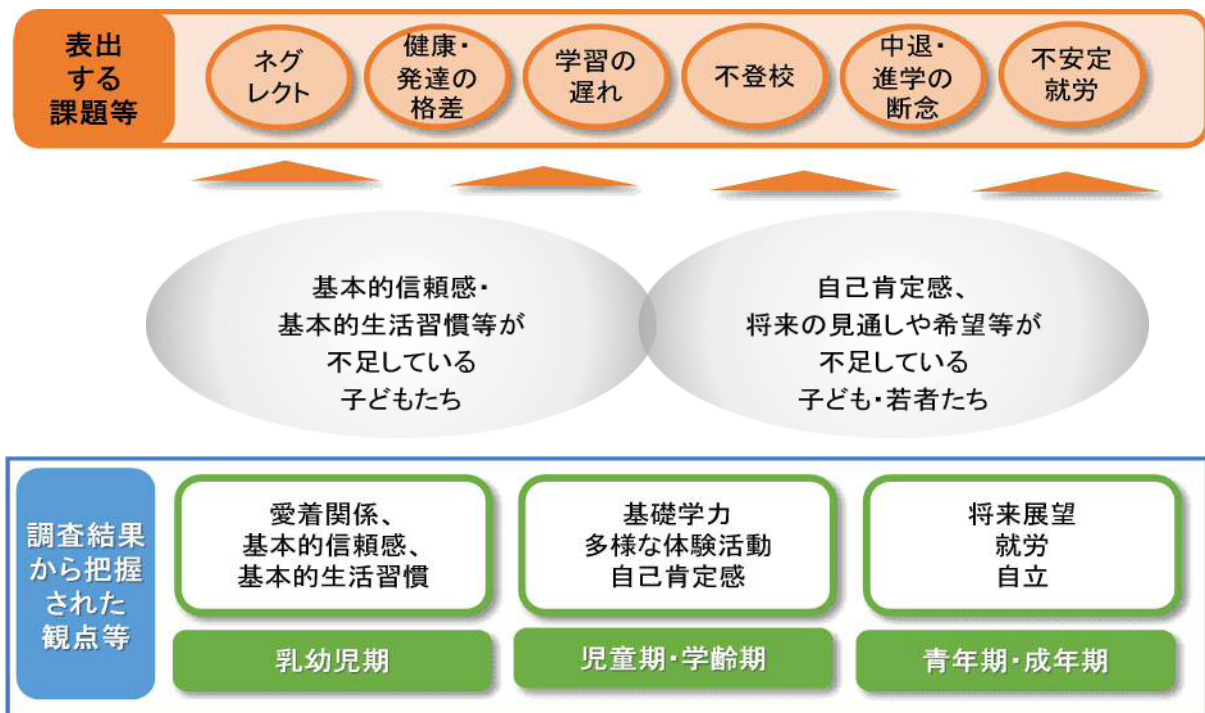 表出
する
課題等
ネグ
レクト
健康・
発達の
格差
学習の
遅れ
不登校
中退・
進学の
断念
不安定
就労
基本的信頼感・
基本的生活習慣等が
不足している
子どもたち
自己肯定感、
将来の見通しや希望等が
不足している
子ども・若者たち
調査結果
から把握
された
観点等
愛着関係、
基本的信頼感、
基本的生活習慣
乳幼児期
基礎学力
多様な体験活動
自己肯定感
児童期・学齢期
将来展望
就労
自立
青年期・成年期